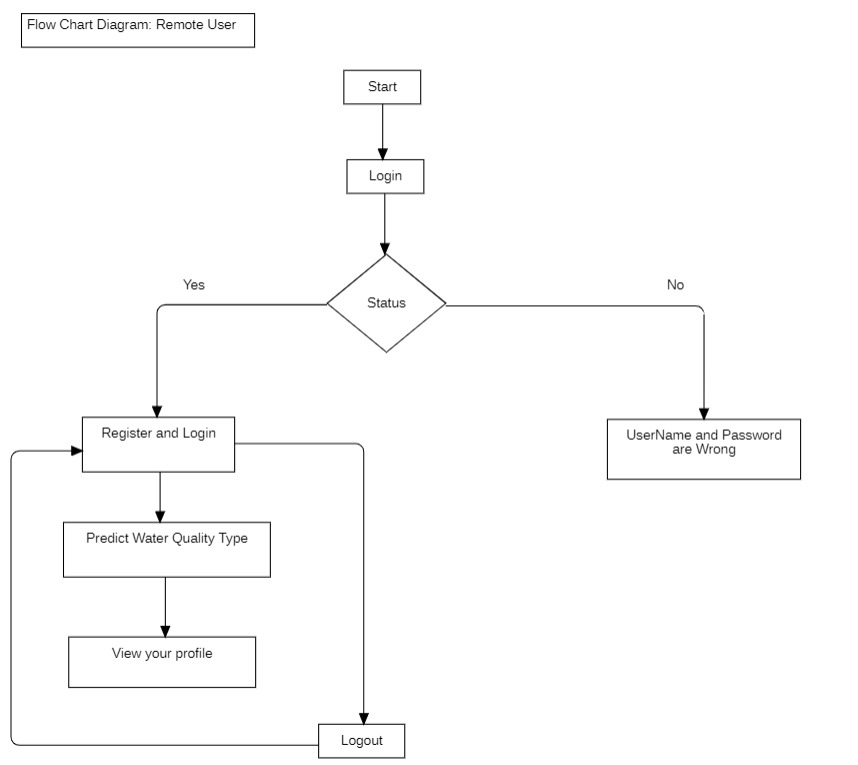 Flow Chart Diagram: Remote User
Start
Login
Status
Yes
No
Register and Login
UserName and Password
are Wrong
Predict Water Quality Type
View your profile
Logout